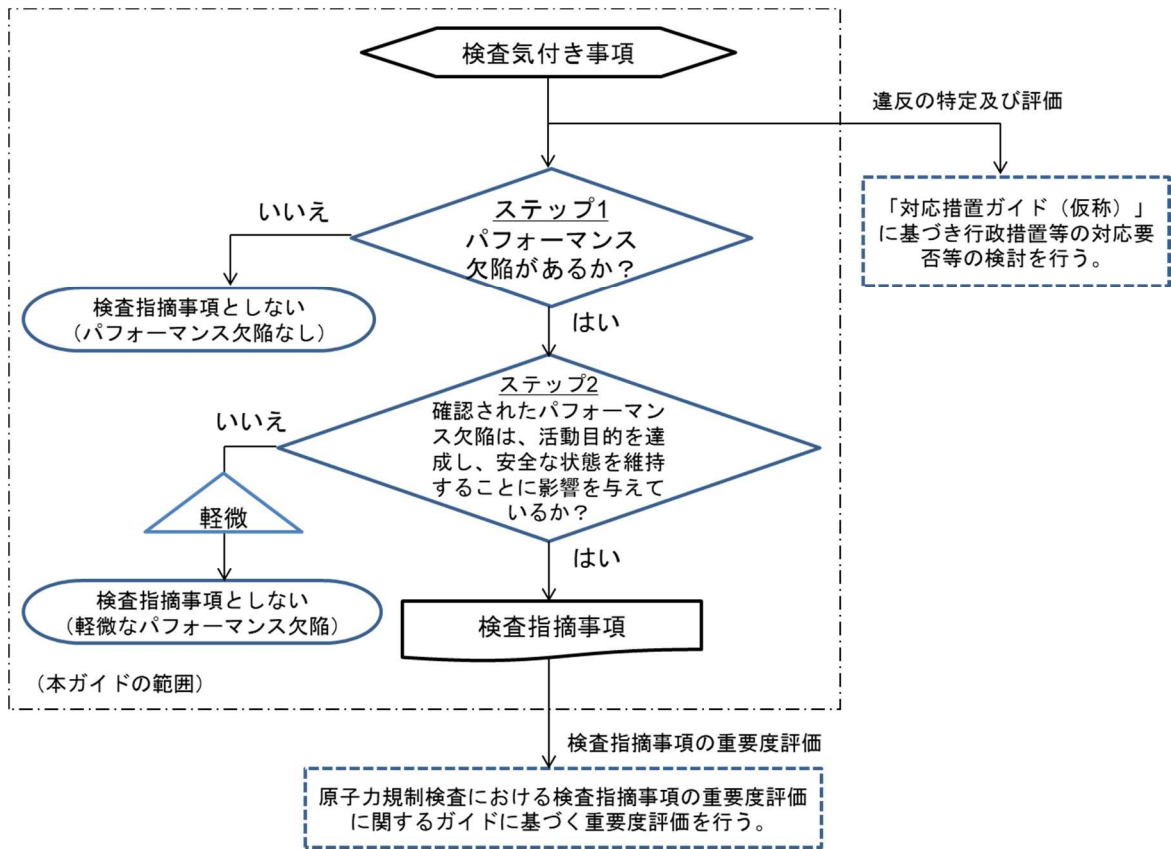 検査気付き事項
違反の特定及び評価
「対応措置ガイド（仮称）」
に基づき行政措置等の対応要
否等の検討を行う。
いいえ
ステップ1
パフォーマンス
欠陥があるか？
検査指摘事項としない
（パフォーマンス欠陥なし）
はい
いいえ
ステップ2
確認されたパフォーマン
ス欠陥は、活動目的を達
成し、安全な状態を維持
することに影響を与えて
いるか？
軽微
はい
検査指摘事項としない
（軽微なパフォーマンス欠陥）
検査指摘事項
（本ガイドの範囲）
検査指摘事項の重要度評価
原子力規制検査における検査指摘事項の重要度評価
に関するガイドに基づく重要度評価を行う。